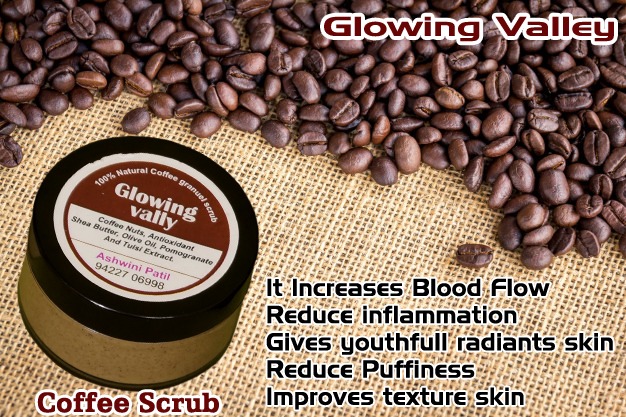 Glowing Valley
100% Natural Coffee granuel scrub
Glowing
vally
Coffee Nuts, Antioxidant
Shea Butter, Olive Oil, Pomogranate
And Tulsi Extract.
Ashwini Patil
94227 06998
It Increases Blood Flow
Reduce inflammation
Gives youthfull radiants skin
Reduce Puffiness
Improves texture skin
Coffee Scrub